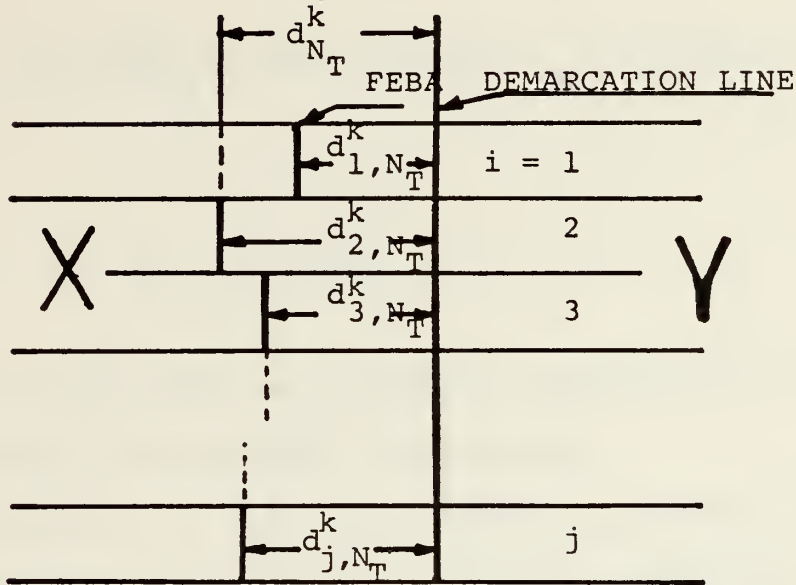 d^k_{N_T}
FEBA DEMARCATION LINE
d^k_{1,N_T} i = 1
d^k_{2,N_T} 2
X Y
d^k_{3,N_T} 3
d^k_{j,N_T} j